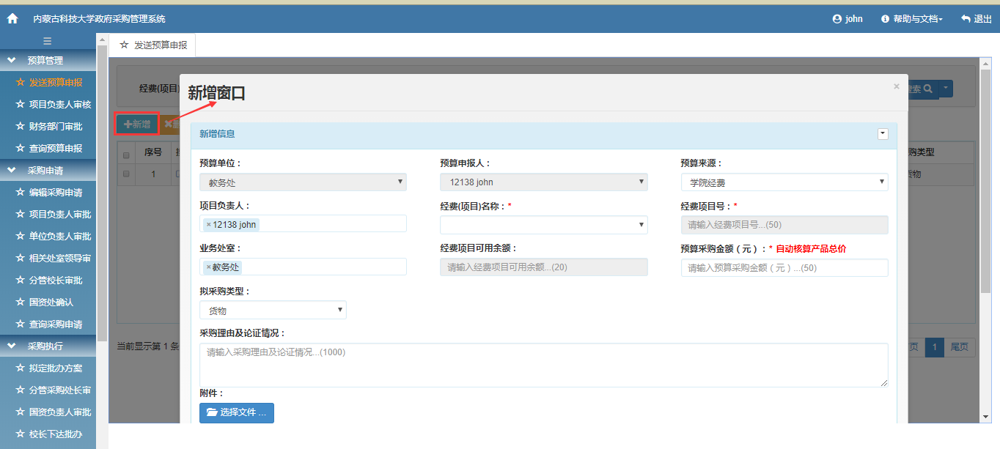 内蒙古科技大学政府采购管理系统
john 帮助与文档 退出
发送预算申报
预算管理
发送预算申报
项目负责人审核
财务部门审批
查询预算申报
采购申请
编辑采购申请
项目负责人审批
单位负责人审批
相关处室领导审
分管校长审批
国资处确认
查询采购申请
采购执行
拟定批办方案
分管采购处长审
国资负责人审批
校长下达批办
经费(项目)
索
新增
序号
购类型
1
货物
当前显示第 1 条
页 1 尾页
新增窗口
×
新增信息
预算单位： 预算申报人： 预算来源：
教务处 12138 john 学院经费
项目负责人： 经费(项目)名称：* 经费项目号：*
×12138 john 请输入经费项目号...(50)
业务处室： 经费项目可用余额： 预算采购金额（元）：* 自动核算产品总价
×教务处 请输入经费项目可用余额...(20) 请输入预算采购金额（元）...(50)
拟采购类型：
货物
采购理由及论证情况：
请输入采购理由及论证情况...(1000)
附件：
选择文件 ...